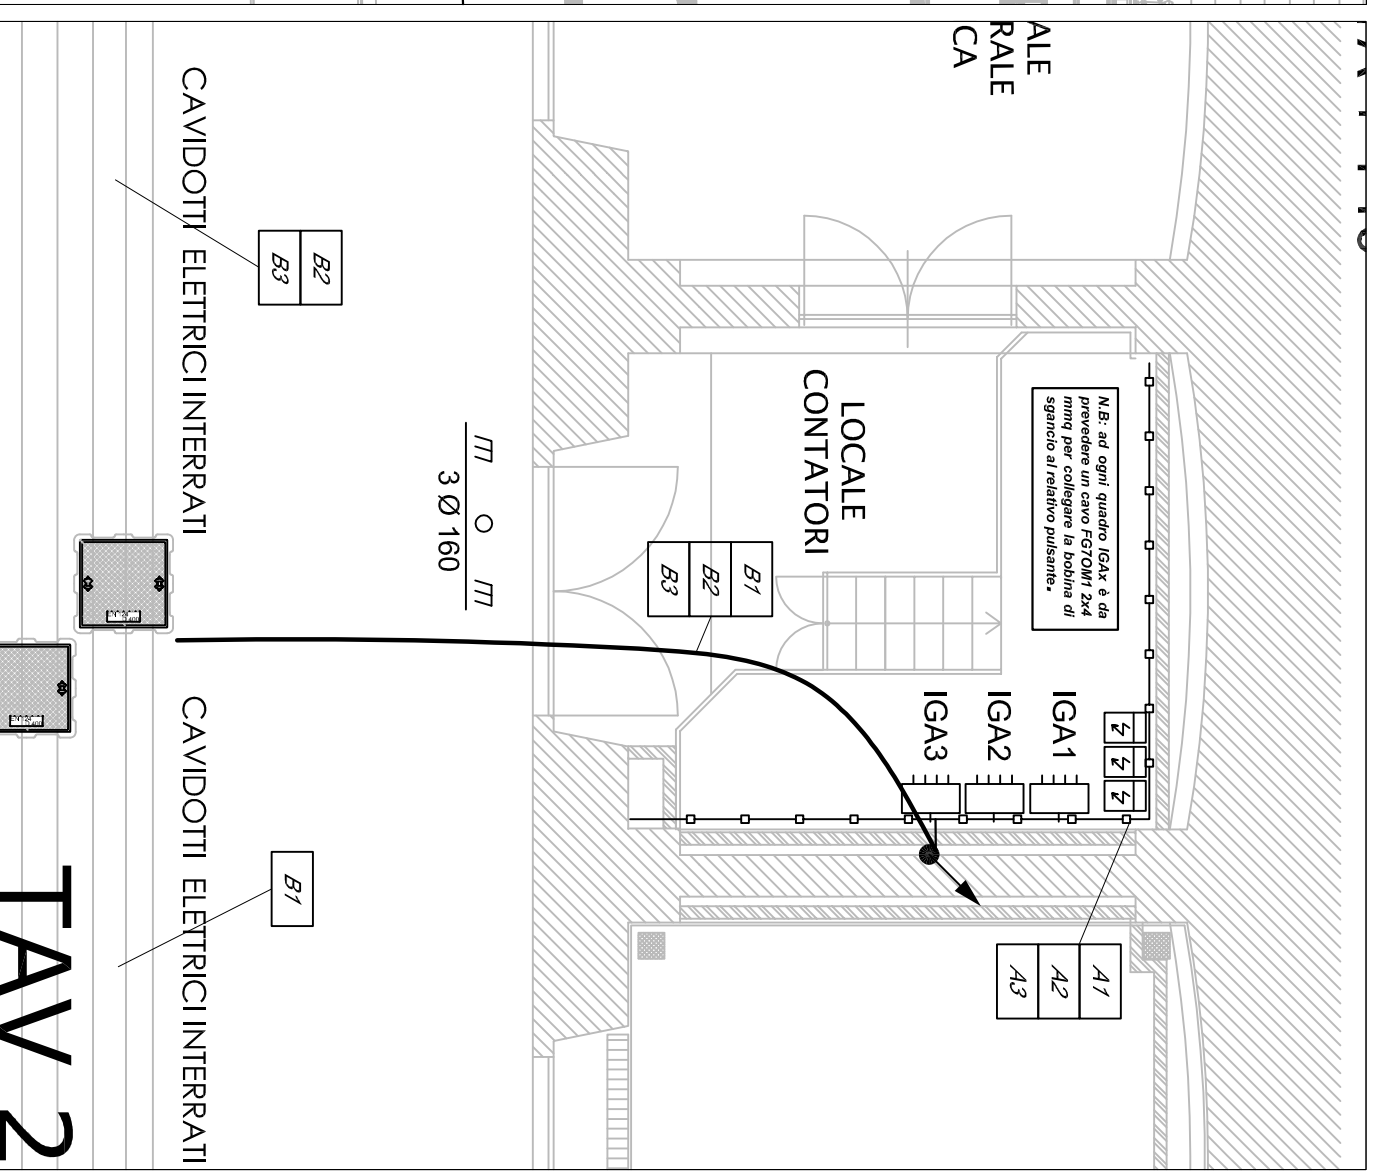 ALE
RALE
CA
CAVIDOTTI ELETTRICI INTERRATI
B2
B3
LOCALE
CONTATORI
N.B: ad ogni quadro IGAx è da
prevedere un cavo FG7OM1 2x4
mmq per collegare la bobina di
sgancio al relativo pulsante.
3 Ø 160
B1
B2
B3
IGA1
IGA2
IGA3
CAVIDOTTI ELETTRICI INTERRATI
B1
A1
A2
A3
TAV 2